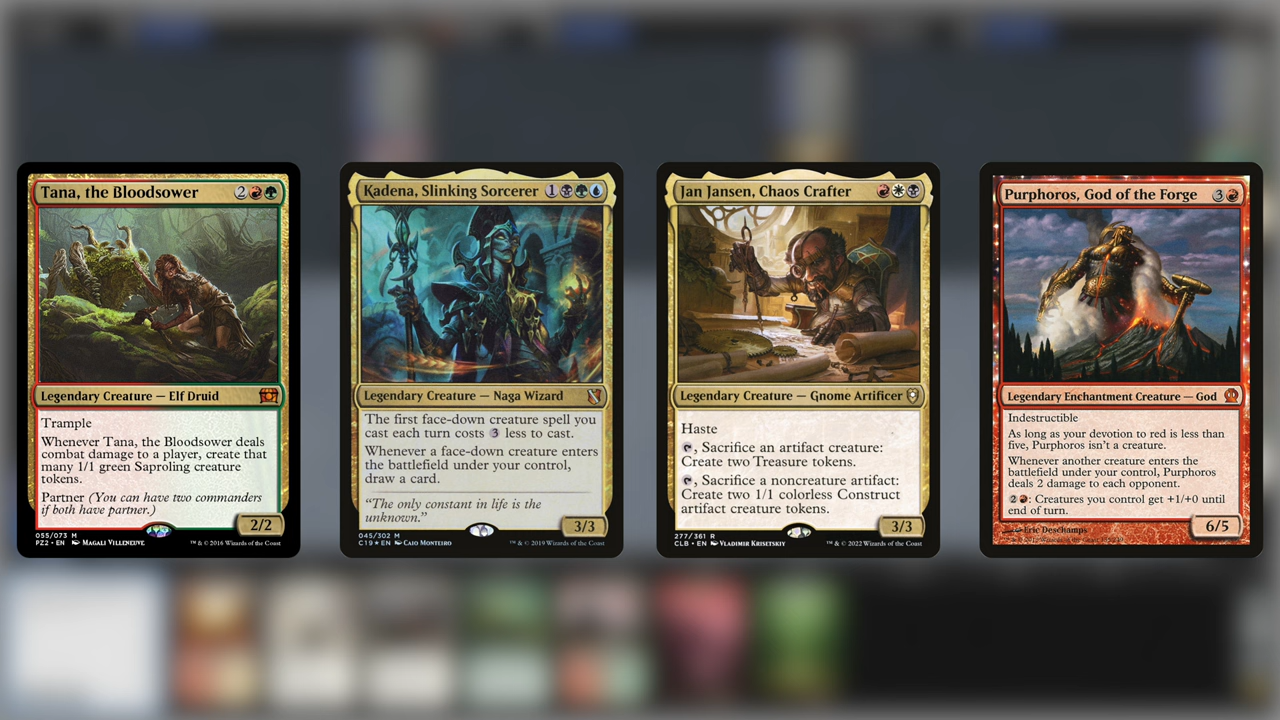 Tana, the Bloodsower 2
Legendary Creature — Elf Druid
Trample
Whenever Tana, the Bloodsower deals
combat damage to a player, create that
many 1/1 green Saproling creature
tokens.
Partner (You can have two commanders
if both have partner.)
2/2
055/073 M
PZ2 • EN MAGALI VILLENEUVE
™ & © 2016 Wizards of the Coast
Kadena, Slinking Sorcerer 1
Legendary Creature — Naga Wizard
The first face-down creature spell you
cast each turn costs 3 less to cast.
Whenever a face-down creature enters
the battlefield under your control,
draw a card.
“The only constant in life is the
unknown.”
3/3
045/302 M
C19 ★ EN CAIO MONTEIRO
™ & © 2019 Wizards of the Coast
Jan Jansen, Chaos Crafter
Legendary Creature — Gnome Artificer
Haste
, Sacrifice an artifact creature:
Create two Treasure tokens.
, Sacrifice a noncreature artifact:
Create two 1/1 colorless Construct
artifact creature tokens.
3/3
277/361 R
CLB • EN VLADIMIR KRISETSKIY
™ & © 2022 Wizards of the Coast
Purphoros, God of the Forge 3
Legendary Enchantment Creature — God
Indestructible
As long as your devotion to red is less than
five, Purphoros isn't a creature.
Whenever another creature enters the
battlefield under your control, Purphoros
deals 2 damage to each opponent.
2: Creatures you control get +1/+0 until
end of turn.
6/5
Eric Deschamps